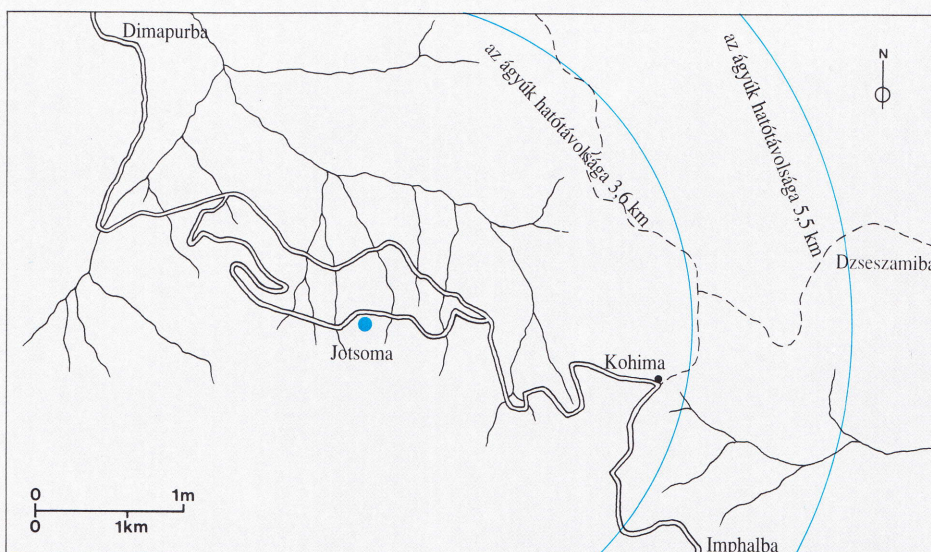 Dimapurba
az ágyúk hatótávolsága 3,6 km
az ágyúk hatótávolsága 5,5 km
N
Dzseszamiba
Jotsoma
Kohima
0 1m
0 1km
Imphalba